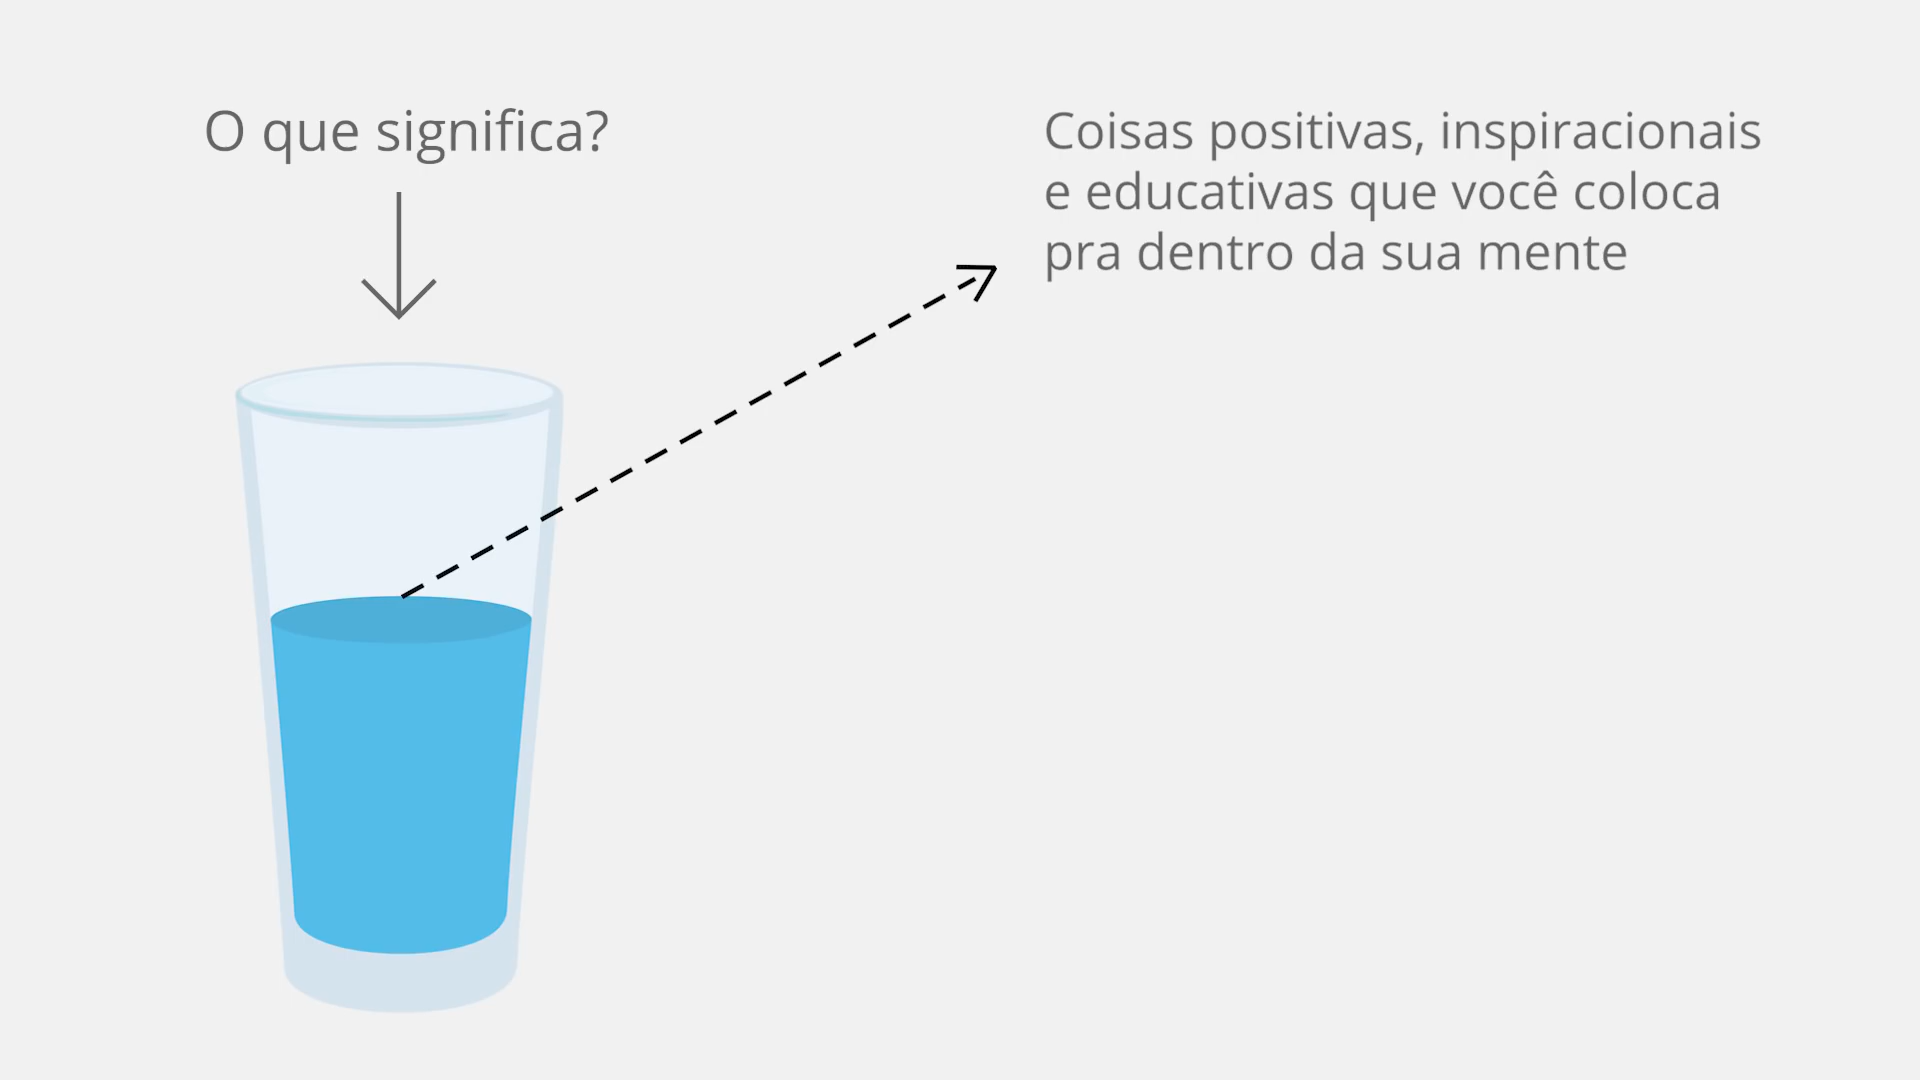 O que significa?
Coisas positivas, inspiracionais
e educativas que você coloca
pra dentro da sua mente